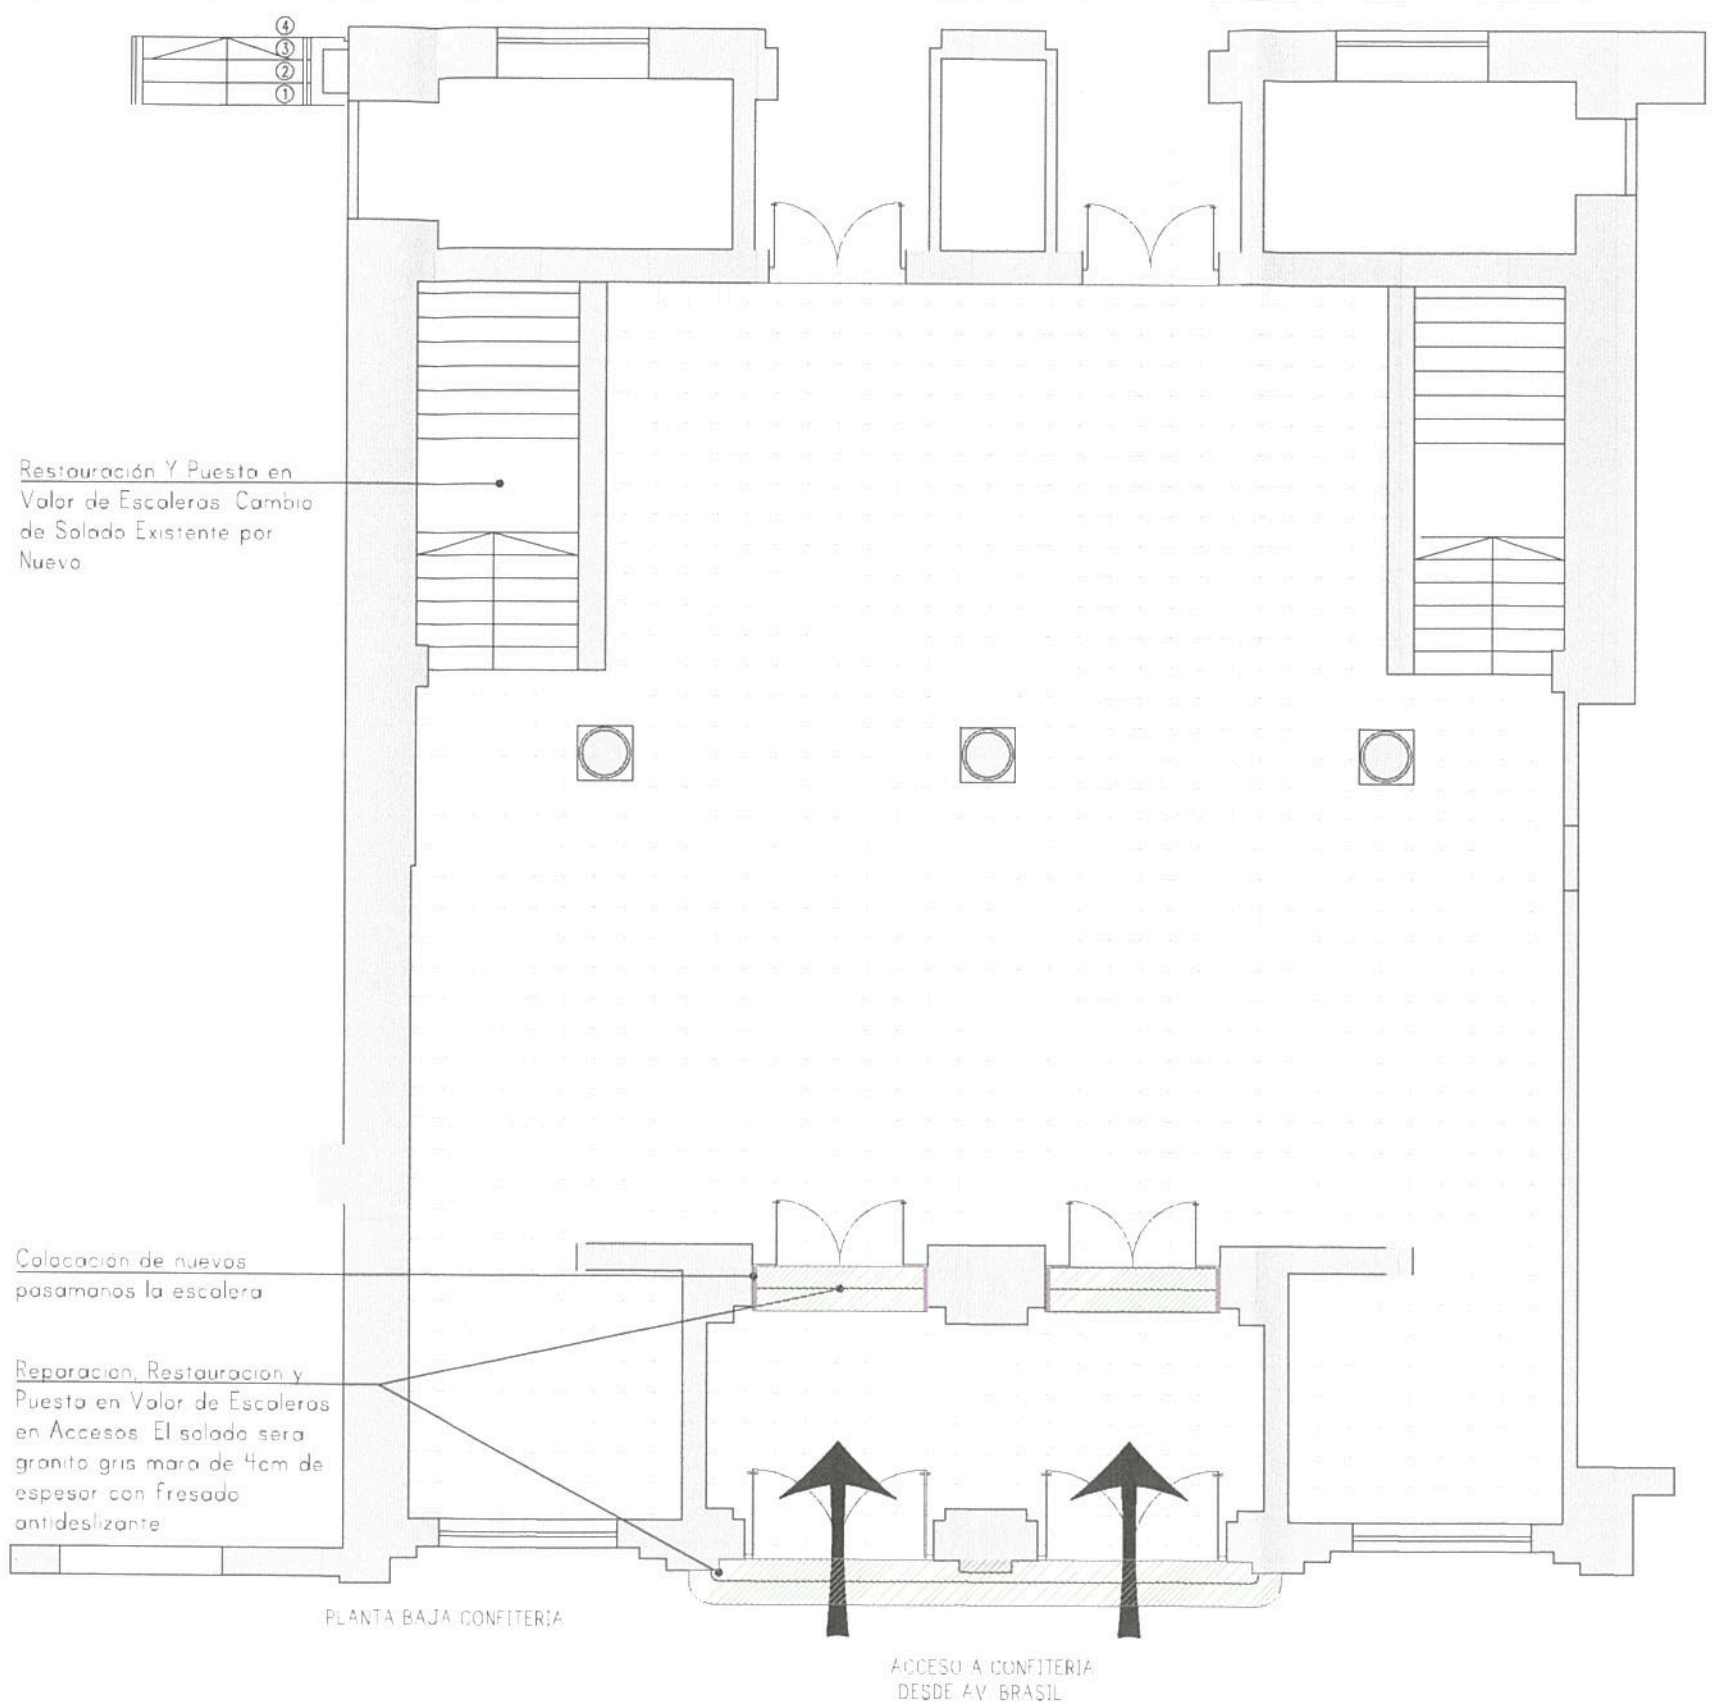 ④
③
②
①
Restauración Y Puesta en
Valor de Escaleras Cambio
de Solado Existente por
Nuevo
Colocación de nuevos
pasamanos la escalera
Reparacion, Restauracion y
Puesta en Valor de Escaleras
en Accesos El solado sera
granito gris mara de 4cm de
espesor con fresado
antideslizante
PLANTA BAJA CONFITERIA
ACCESO A CONFITERIA
DESDE AV BRASIL